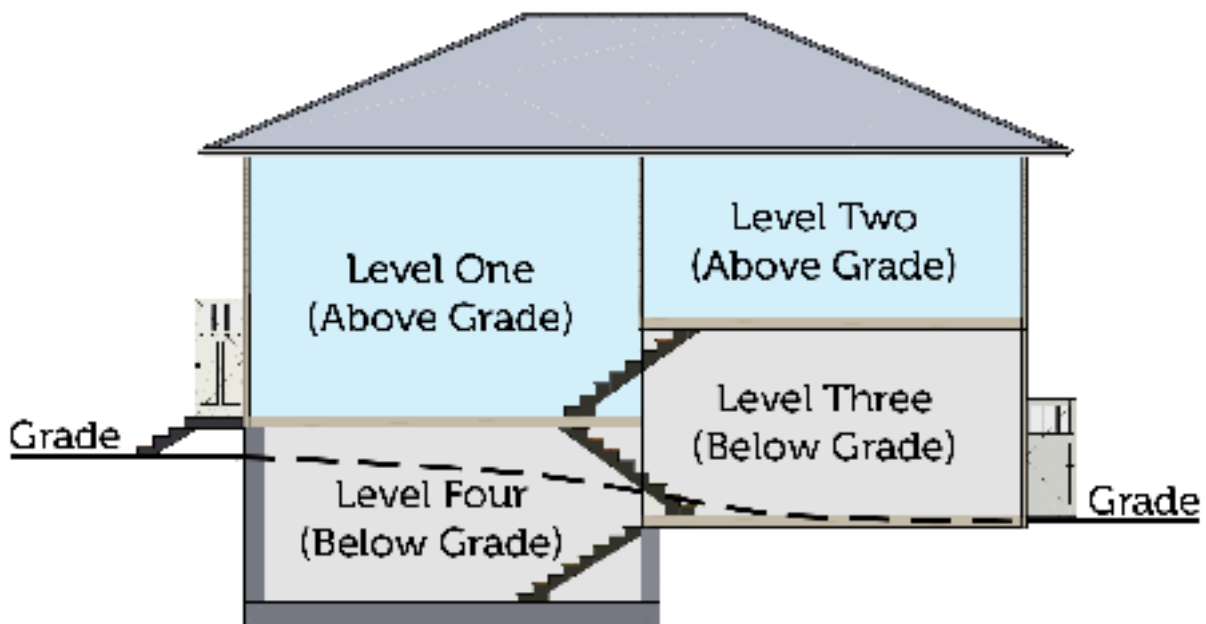 Level One
(Above Grade)
Level Two
(Above Grade)
Level Three
(Below Grade)
Level Four
(Below Grade)
Grade
Grade